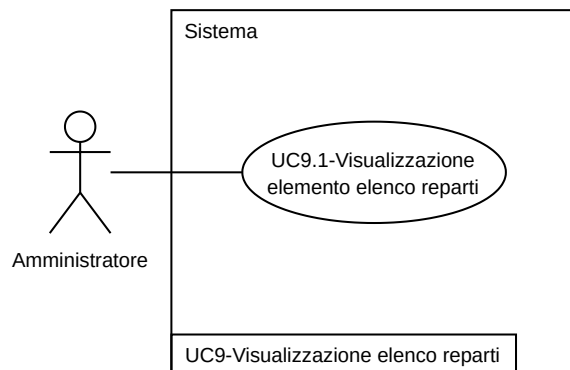 Sistema
UC9.1-Visualizzazione
elemento elenco reparti
Amministratore
UC9-Visualizzazione elenco reparti